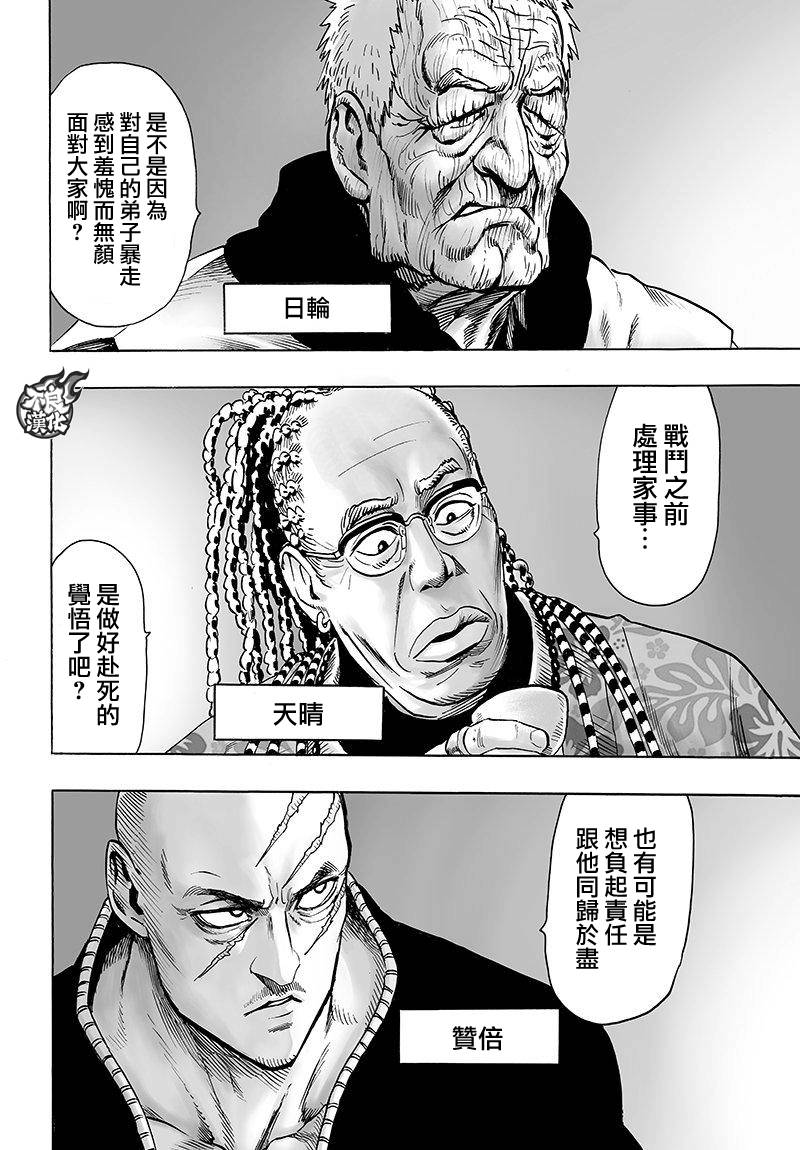 是不是因為
對自己的弟子暴走
感到羞愧而無顏
面對大家啊？
日輪
狼
漢化
戰鬥之前
處理家事…
是做好赴死的
覺悟了吧？
天晴
也有可能是
想負起責任
跟他同歸於盡
贊倍